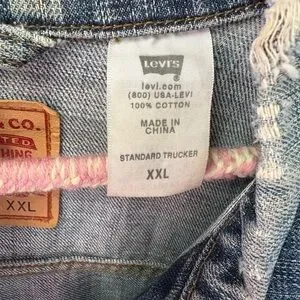 LEVI'S
levi.com
(800) USA-LEVI
100% COTTON
MADE IN
CHINA
STANDARD TRUCKER
XXL
& CO.
XXL